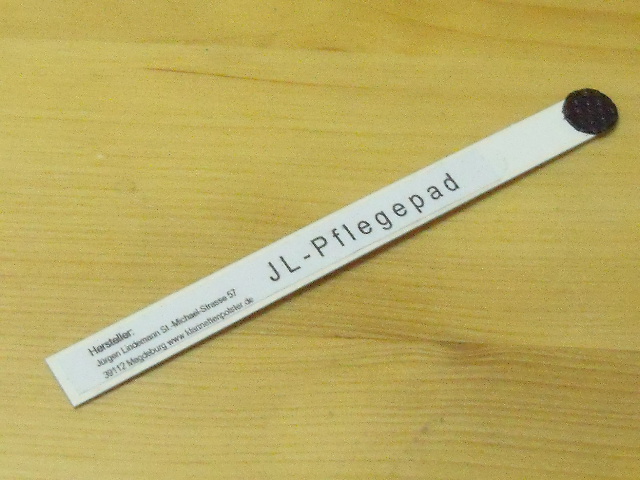 JL-Pflegepad
Hersteller:
Jürgen Lindemann St.-Michael-Strasse 57
39112 Magdeburg www.klarinettenpolster.de